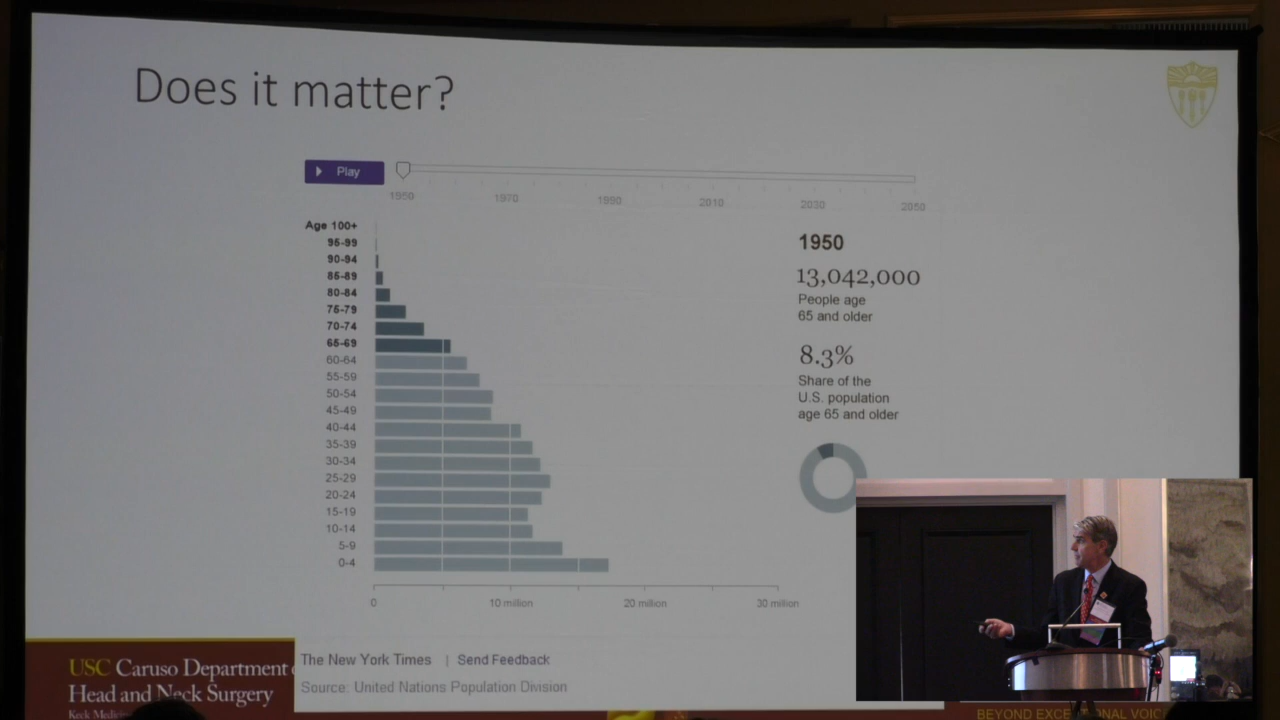 Does it matter?
Play
1950 1970 1990 2010 2030 2050
Age 100+
95-99
90-94
85-89
80-84
75-79
70-74
65-69
60-64
55-59
50-54
45-49
40-44
35-39
30-34
25-29
20-24
15-19
10-14
5-9
0-4
0 10 million 20 million 30 million
1950
13,042,000
People age
65 and older
8.3%
Share of the
U.S. population
age 65 and older
The New York Times | Send Feedback
Source: United Nations Population Division
USC Caruso Department
Head and Neck Surgery
Keck
BEYOND